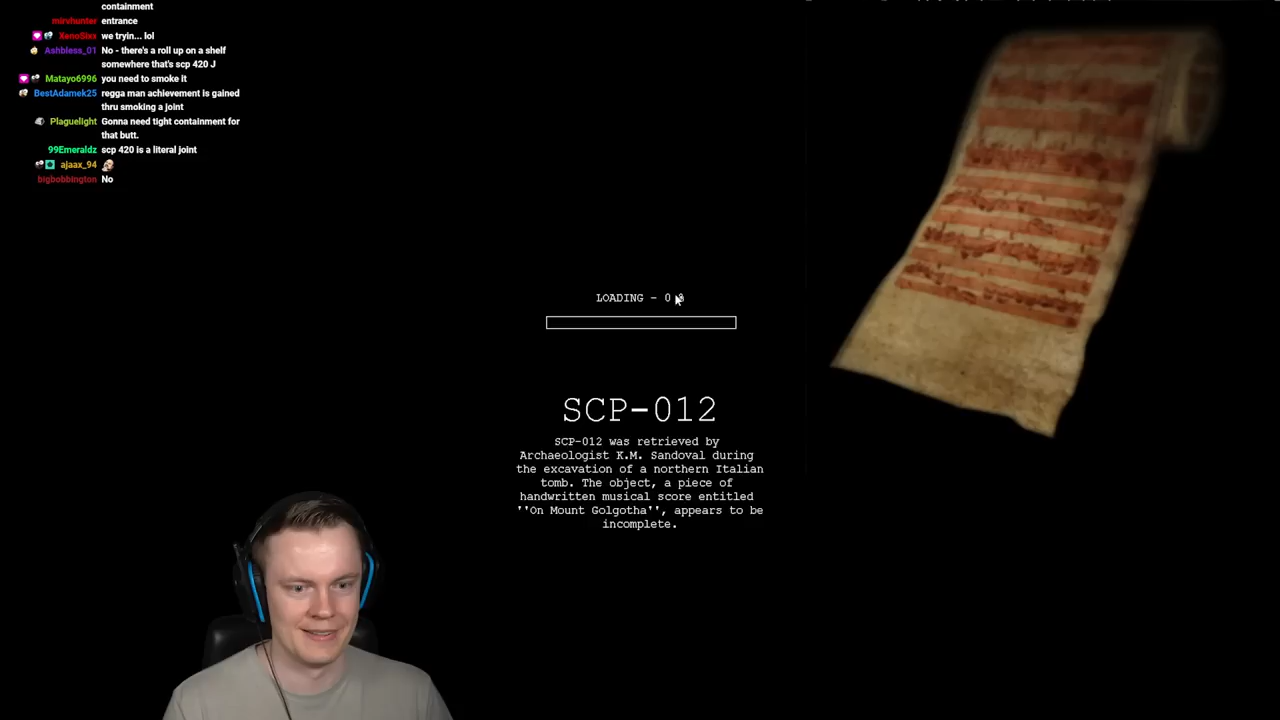 containment
mirvhunter entrance
XenoSixx we tryin... lol
Ashbless_01 No - there's a roll up on a shelf
somewhere that's scp 420 J
Matayo6996 you need to smoke it
BestAdamek25 regga man achievement is gained
thru smoking a joint
Plaguelight Gonna need tight containment for
that butt.
99Emeraldz scp 420 is a literal joint
ajaax_94
bigbobbington No
LOADING - 0
SCP-012
SCP-012 was retrieved by
Archaeologist K.M. Sandoval during
the excavation of a northern Italian
tomb. The object, a piece of
handwritten musical score entitled
''On Mount Golgotha'', appears to be
incomplete.